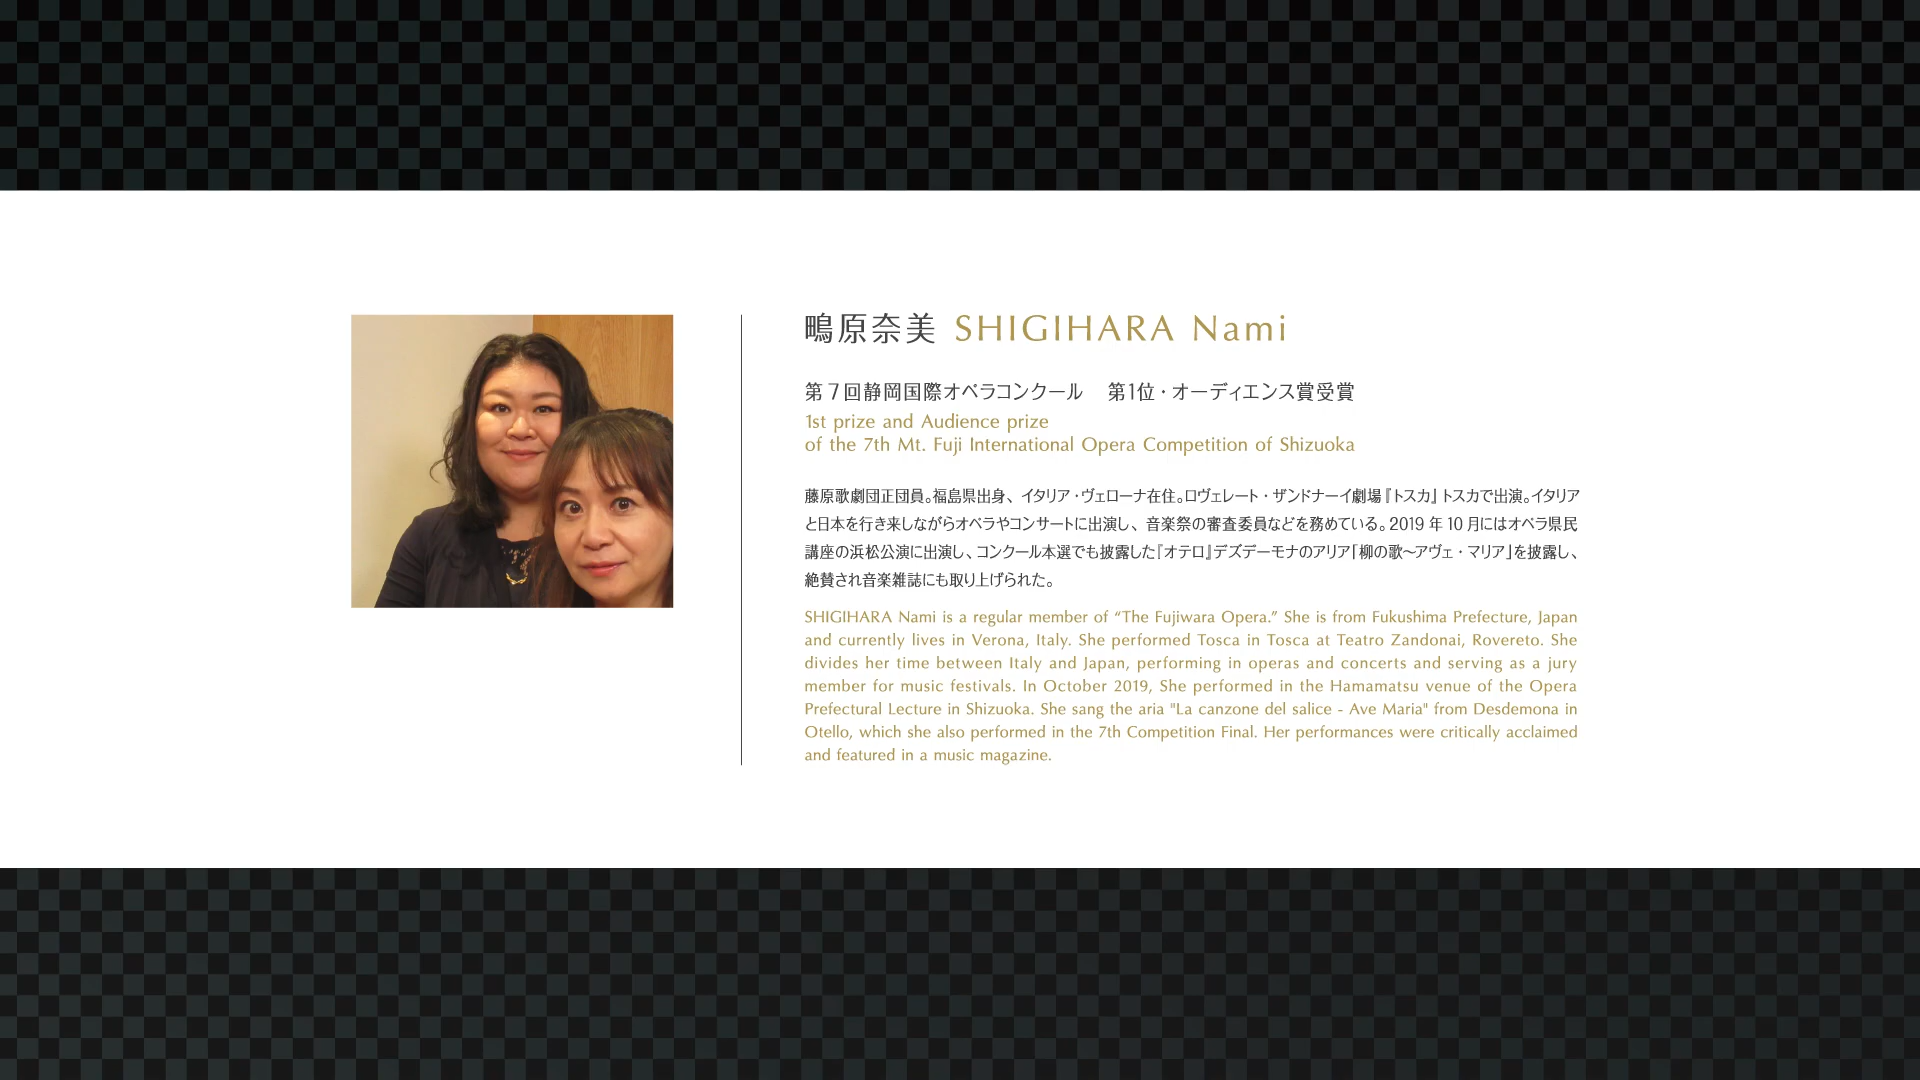 鴫原奈美 SHIGIHARA Nami
第7回静岡国際オペラコンクール 第1位・オーディエンス賞受賞
1st prize and Audience prize
of the 7th Mt. Fuji International Opera Competition of Shizuoka
藤原歌劇団正団員。福島県出身、イタリア・ヴェローナ在住。ロヴェレート・ザンドナーイ劇場『トスカ』トスカで出演。イタリア
と日本を行き来しながらオペラやコンサートに出演し、音楽祭の審査委員などを務めている。2019年10月にはオペラ県民
講座の浜松公演に出演し、コンクール本選でも披露した『オテロ』デズデーモナのアリア「柳の歌〜アヴェ・マリア」を披露し、
絶賛され音楽雑誌にも取り上げられた。
SHIGIHARA Nami is a regular member of “The Fujiwara Opera.” She is from Fukushima Prefecture, Japan
and currently lives in Verona, Italy. She performed Tosca in Tosca at Teatro Zandonai, Rovereto. She
divides her time between Italy and Japan, performing in operas and concerts and serving as a jury
member for music festivals. In October 2019, She performed in the Hamamatsu venue of the Opera
Prefectural Lecture in Shizuoka. She sang the aria "La canzone del salice - Ave Maria" from Desdemona in
Otello, which she also performed in the 7th Competition Final. Her performances were critically acclaimed
and featured in a music magazine.